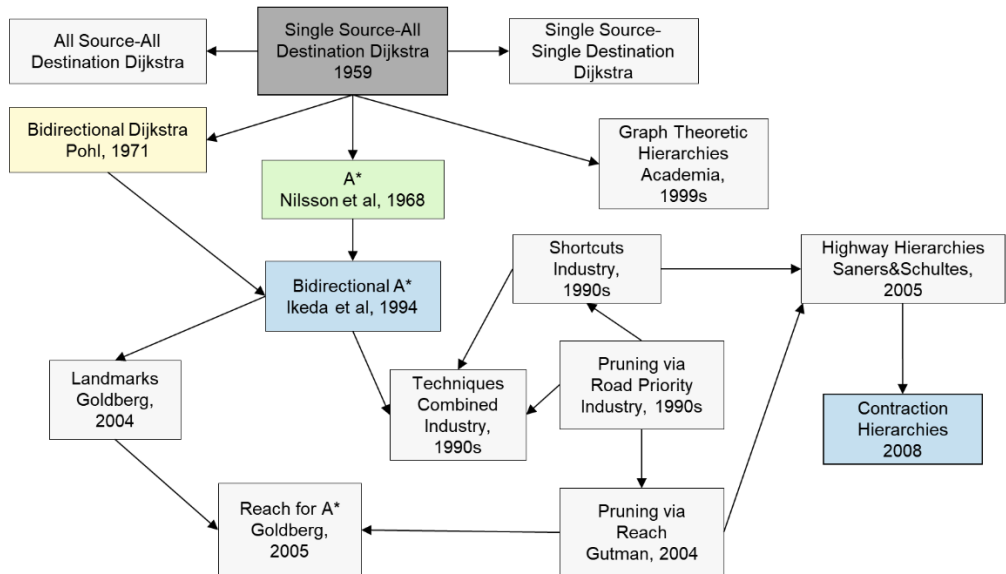 All Source-All
Destination Dijkstra
Single Source-All
Destination Dijkstra
1959
Single Source-
Single Destination
Dijkstra
Bidirectional Dijkstra
Pohl, 1971
A*
Nilsson et al, 1968
Graph Theoretic
Hierarchies
Academia,
1999s
Bidirectional A*
Ikeda et al, 1994
Shortcuts
Industry,
1990s
Highway Hierarchies
Saners&Schultes,
2005
Landmarks
Goldberg,
2004
Techniques
Combined
Industry,
1990s
Pruning via
Road Priority
Industry, 1990s
Contraction
Hierarchies
2008
Reach for A*
Goldberg,
2005
Pruning via
Reach
Gutman, 2004